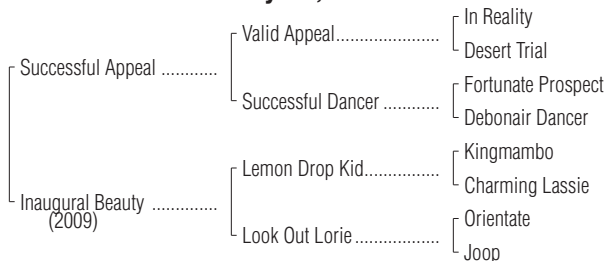 In Reality
Valid Appeal
Desert Trial
Successful Appeal
Fortunate Prospect
Successful Dancer
Debonair Dancer
Kingmambo
Lemon Drop Kid
Charming Lassie
Inaugural Beauty
(2009)
Orientate
Look Out Lorie
Joop